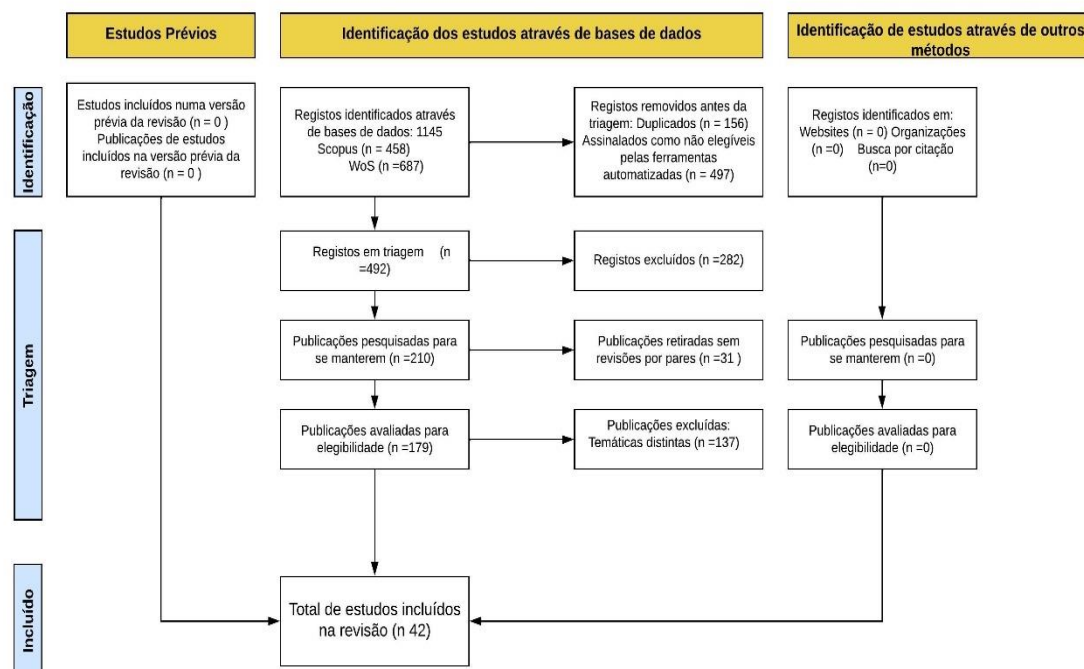 Estudos Prévios
Identificação dos estudos através de bases de dados
Identificação de estudos através de outros
métodos
Identificação
Estudos incluídos numa versão
prévia da revisão (n = 0 )
Publicações de estudos
incluídos na versão prévia da
revisão (n = 0 )
Registos identificados através
de bases de dados: 1145
Scopus (n = 458)
WoS (n =687)
Registos removidos antes da
triagem: Duplicados (n = 156)
Assinalados como não elegíveis
pelas ferramentas
automatizadas (n = 497)
Registos identificados em:
Websites (n = 0) Organizações
(n =0) Busca por citação
(n=0)
Triagem
Registos em triagem (n
=492)
Registos excluídos (n =282)
Publicações pesquisadas para
se manterem (n =210)
Publicações retiradas sem
revisões por pares (n =31 )
Publicações pesquisadas para
se manterem (n =0)
Publicações avaliadas para
elegibilidade (n =179)
Publicações excluídas:
Temáticas distintas (n =137)
Publicações avaliadas para
elegibilidade (n =0)
Incluído
Total de estudos incluídos
na revisão (n 42)